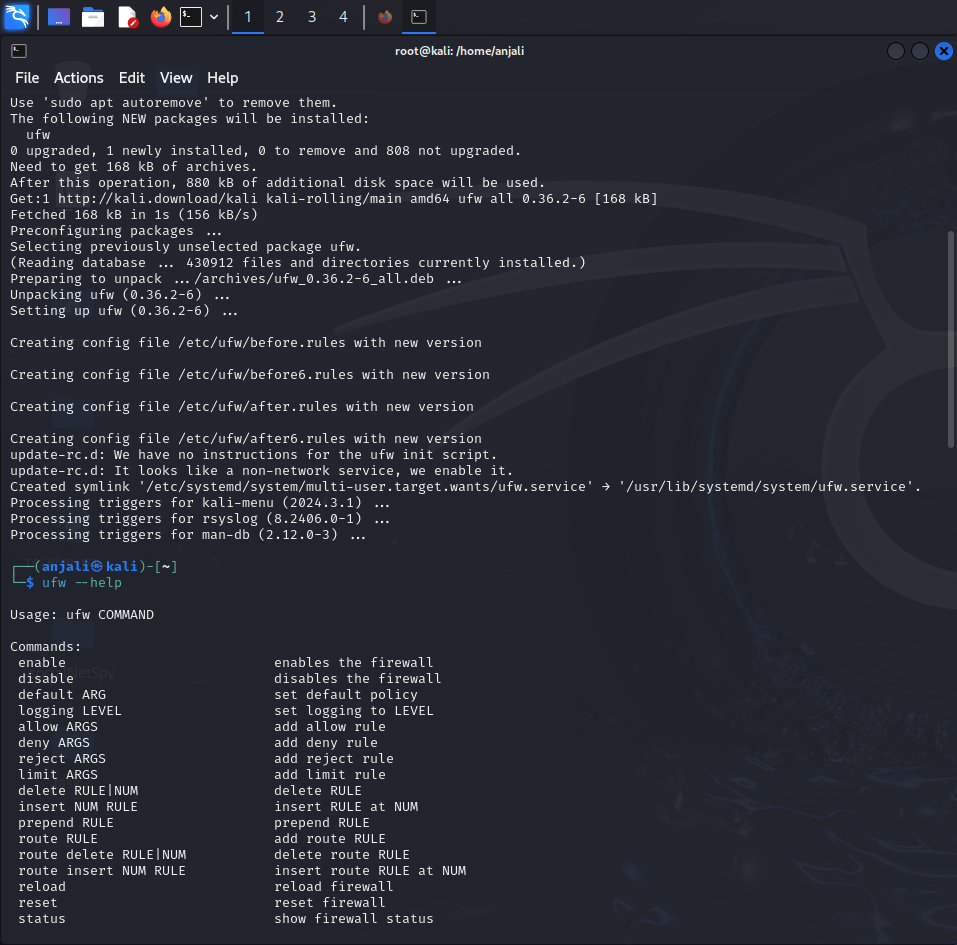 1 2 3 4
root@kali: /home/anjali
File Actions Edit View Help
Use 'sudo apt autoremove' to remove them.
The following NEW packages will be installed:
ufw
0 upgraded, 1 newly installed, 0 to remove and 808 not upgraded.
Need to get 168 kB of archives.
After this operation, 880 kB of additional disk space will be used.
Get:1 http://kali.download/kali kali-rolling/main amd64 ufw all 0.36.2-6 [168 kB]
Fetched 168 kB in 1s (156 kB/s)
Preconfiguring packages ...
Selecting previously unselected package ufw.
(Reading database ... 430912 files and directories currently installed.)
Preparing to unpack .../archives/ufw_0.36.2-6_all.deb ...
Unpacking ufw (0.36.2-6) ...
Setting up ufw (0.36.2-6) ...
Creating config file /etc/ufw/before.rules with new version
Creating config file /etc/ufw/before6.rules with new version
Creating config file /etc/ufw/after.rules with new version
Creating config file /etc/ufw/after6.rules with new version
update-rc.d: We have no instructions for the ufw init script.
update-rc.d: It looks like a non-network service, we enable it.
Created symlink '/etc/systemd/system/multi-user.target.wants/ufw.service' → '/usr/lib/systemd/system/ufw.service'.
Processing triggers for kali-menu (2024.3.1) ...
Processing triggers for rsyslog (8.2406.0-1) ...
Processing triggers for man-db (2.12.0-3) ...
┌──(anjali㉿kali)-[~]
└─$ ufw --help
Usage: ufw COMMAND
Commands:
enable enables the firewall
disable disables the firewall
default ARG set default policy
logging LEVEL set logging to LEVEL
allow ARGS add allow rule
deny ARGS add deny rule
reject ARGS add reject rule
limit ARGS add limit rule
delete RULE|NUM delete RULE
insert NUM RULE insert RULE at NUM
prepend RULE prepend RULE
route RULE add route RULE
route delete RULE|NUM delete route RULE
route insert NUM RULE insert route RULE at NUM
reload reload firewall
reset reset firewall
status show firewall status